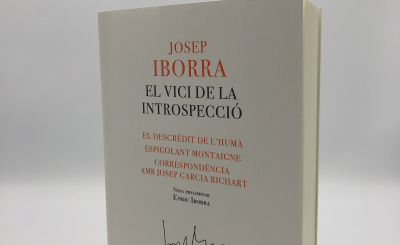 JOSEP
IBORRA
EL VICI DE LA
INTROSPECCIÓ
EL DESCRÈDIT DE L'HUMÀ
ESPIGOLANT MONTAIGNE
CORRESPONDÈNCIA
AMB JOSEP GARCIA RICHART
NOTA PRELIMINAR
ENRIC IBORRA